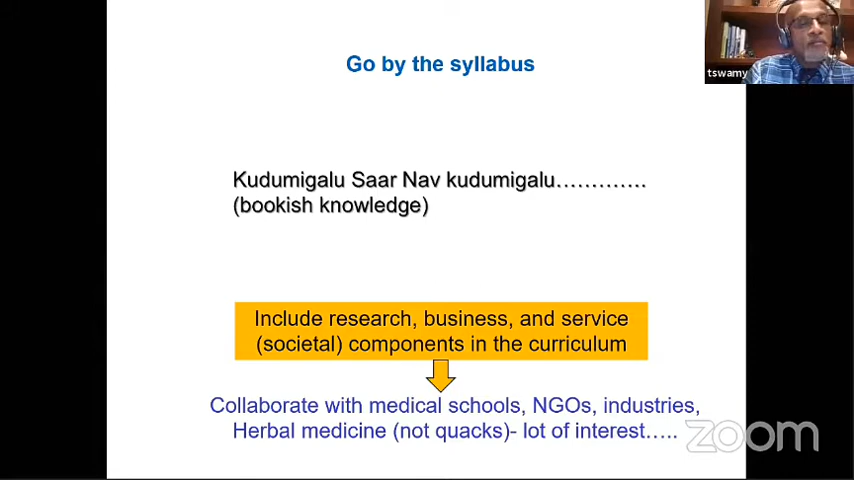 Go by the syllabus
tswamy
Kudumigalu Saar Nav kudumigalu………….
(bookish knowledge)
Include research, business, and service
(societal) components in the curriculum
Collaborate with medical schools, NGOs, industries,
Herbal medicine (not quacks)- lot of interest…..
zoom